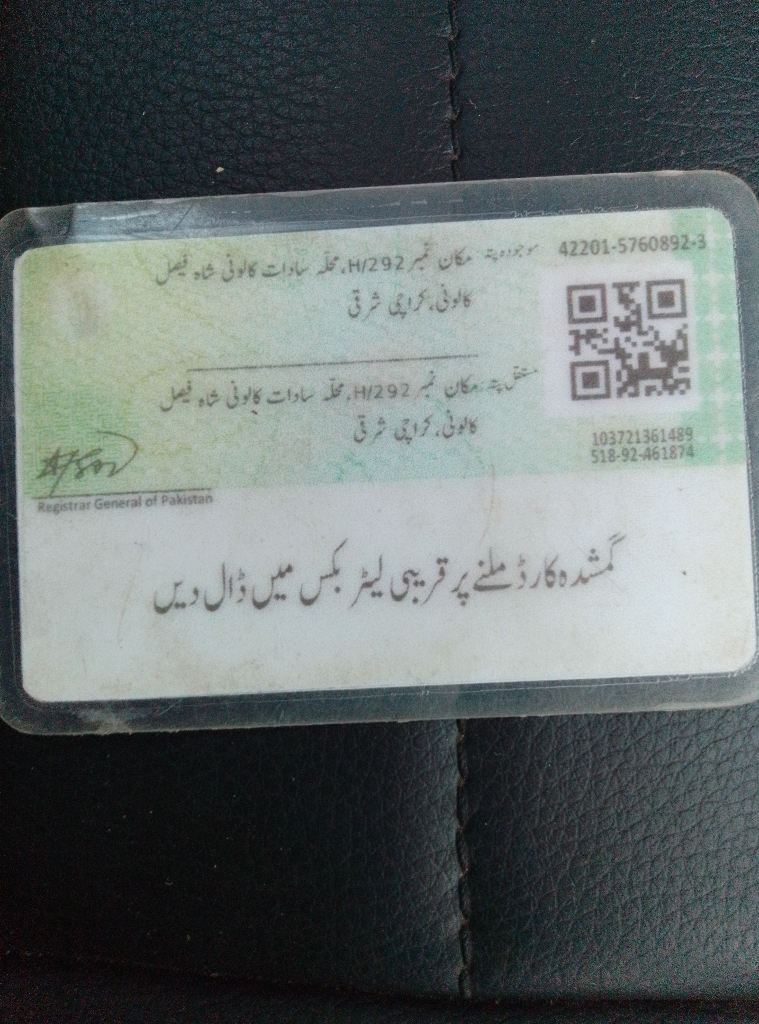 42201-5760892-3
موجودہ پتہ: مکان نمبر H/292، محلہ سادات کالونی شاہ فیصل
کالونی، کراچی شرقی
مستقل پتہ: مکان نمبر H/292، محلہ سادات کالونی شاہ فیصل
کالونی، کراچی شرقی
103721361489
518-92-461874
Registrar General of Pakistan
گمشدہ کارڈ ملنے پر قریبی لیٹر بکس میں ڈال دیں